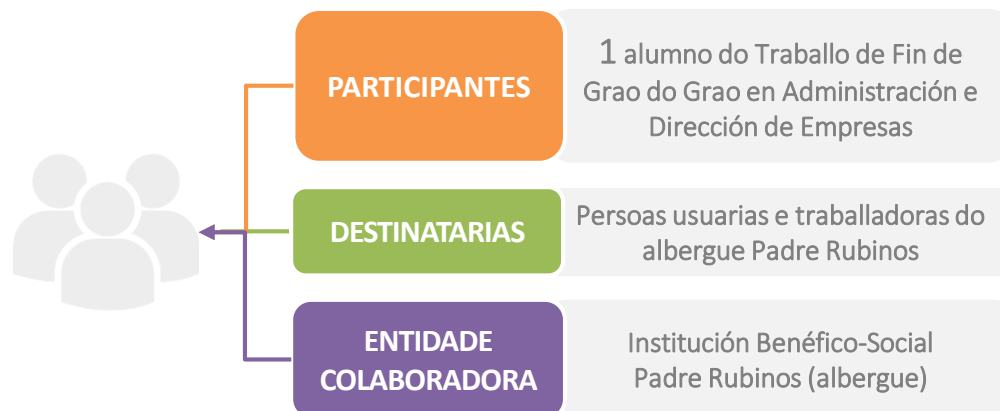 PARTICIPANTES
1 alumno do Traballo de Fin de
Grao do Grao en Administración e
Dirección de Empresas
DESTINATARIAS
Persoas usuarias e traballadoras do
albergue Padre Rubinos
ENTIDADE
COLABORADORA
Institución Benéfico-Social
Padre Rubinos (albergue)